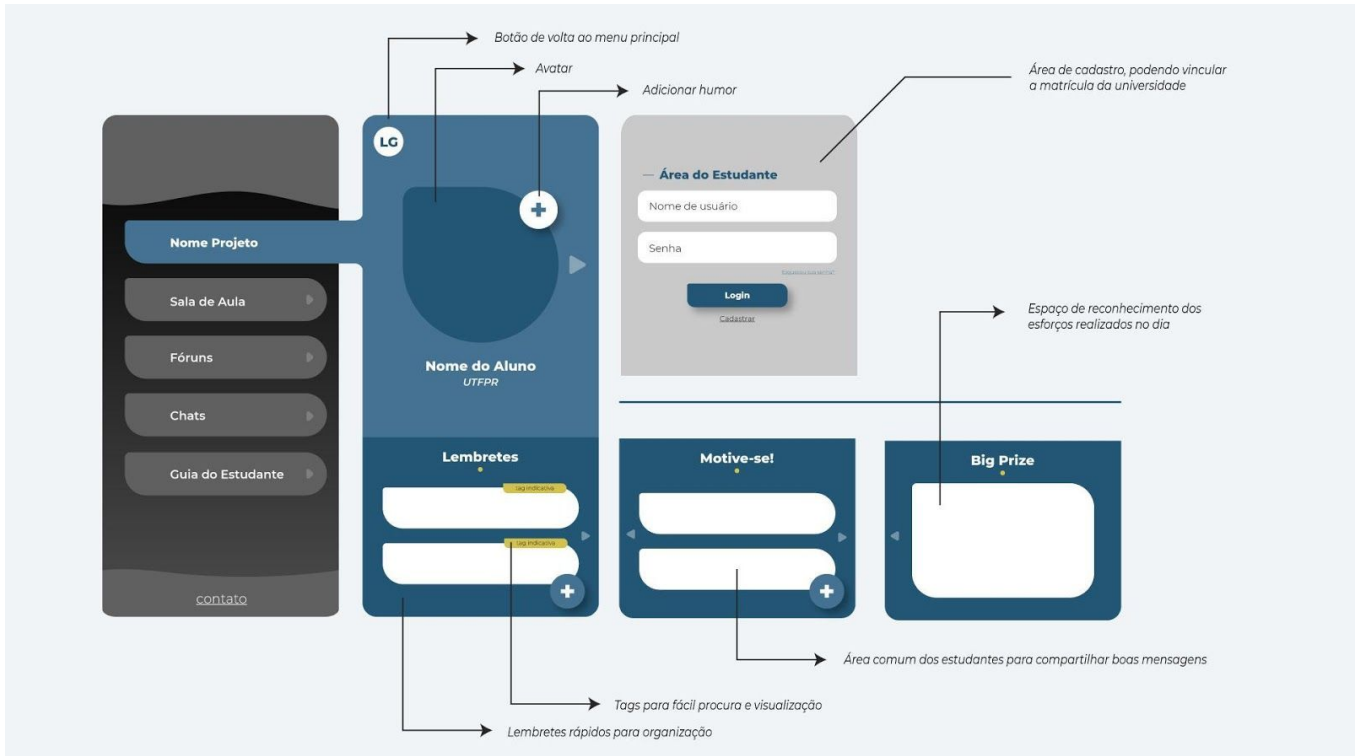 Botão de volta ao menu principal
Avatar
Adicionar humor
Área de cadastro, podendo vincular
a matrícula da universidade
LG
Nome Projeto
Sala de Aula
Fóruns
Chats
Guia do Estudante
contato
Nome do Aluno
UTFPR
Área do Estudante
Nome de usuário
Senha
Login
Cadastrar
Espaço de reconhecimento dos
esforços realizados no dia
Lembretes
tag indicativa
tag indicativa
Motive-se!
Big Prize
Área comum dos estudantes para compartilhar boas mensagens
Tags para fácil procura e visualização
Lembretes rápidos para organização